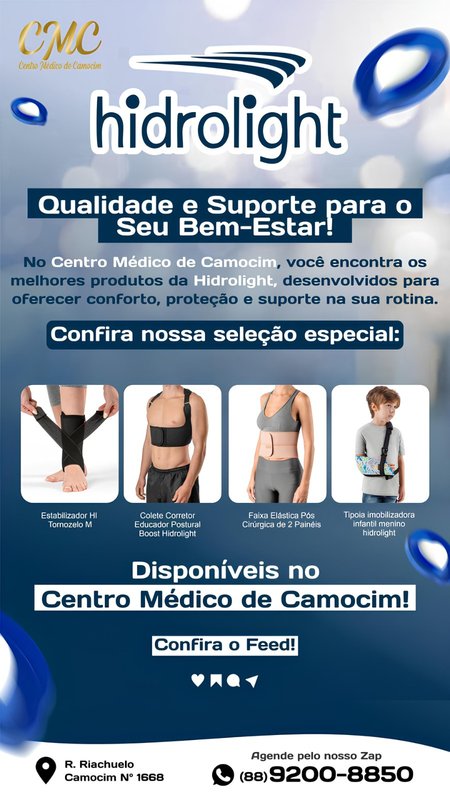 CMC
Centro Médico de Camocim
hidrolight
Qualidade e Suporte para o
Seu Bem-Estar!
No Centro Médico de Camocim, você encontra os
melhores produtos da Hidrolight, desenvolvidos para
oferecer conforto, proteção e suporte na sua rotina.
Confira nossa seleção especial:
Estabilizador HI
Tornozelo M
Colete Corretor
Educador Postural
Boost Hidrolight
Faixa Elástica Pós
Cirúrgica de 2 Painéis
Tipoia imobilizadora
infantil menino
hidrolight
Disponíveis no
Centro Médico de Camocim!
Confira o Feed!
R. Riachuelo
Camocim N° 1668
Agende pelo nosso Zap
(88) 9200-8850